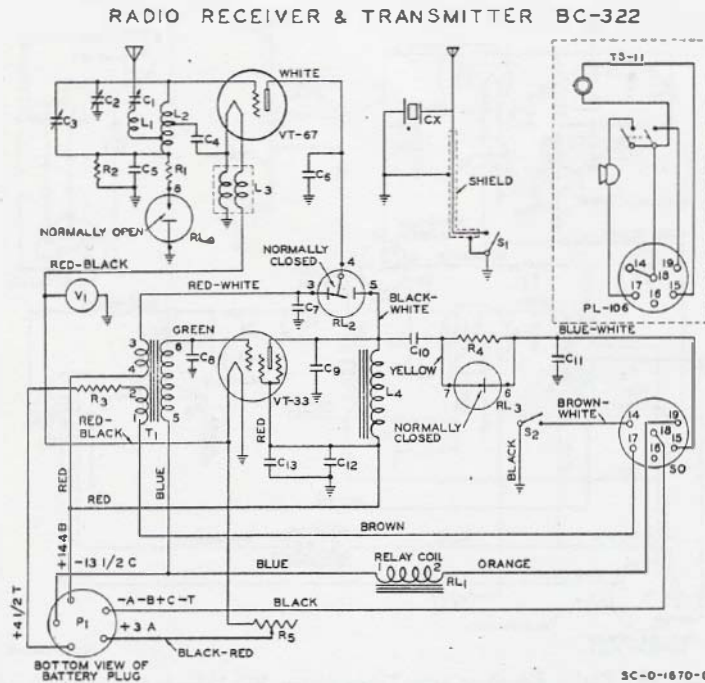 RADIO RECEIVER & TRANSMITTER BC-322
TS-11
WHITE
C3
C2
C1
L1
L2
C4
VT-67
CX
R2
C5
R1
8
L3
C6
SHIELD
S1
NORMALLY OPEN
RL6
NORMALLY
CLOSED
4
14
18
19
17
16
15
PL-106
RED-BLACK
V1
RED-WHITE
3
5
C7
RL2
BLACK-
WHITE
BLUE-WHITE
GREEN
3
6
C8
C9
C10
YELLOW
R4
C11
4
R3
2
1
T1
5
VT-33
L4
7
6
RL3
NORMALLY
CLOSED
BROWN-
WHITE
S2
14
19
18
17
16
15
SO
RED-
BLACK
RED
BLUE
RED
C13
C12
BLACK
RED
BROWN
+144 B
-13 1/2 C
BLUE
RELAY COIL
1
2
RL1
ORANGE
+4 1/2 T
P1
-A-B+C-T
BLACK
+3 A
R5
BLACK-RED
BOTTOM VIEW OF
BATTERY PLUG